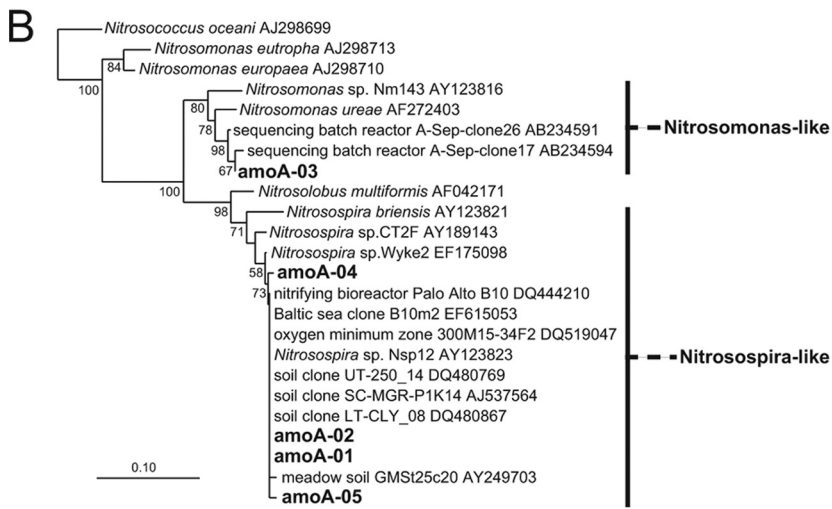 B
Nitrosococcus oceani AJ298699
Nitrosomonas eutropha AJ298713
84
Nitrosomonas europaea AJ298710
100
Nitrosomonas sp. Nm143 AY123816
80
Nitrosomonas ureae AF272403
78
sequencing batch reactor A-Sep-clone26 AB234591
Nitrosomonas-like
98
sequencing batch reactor A-Sep-clone17 AB234594
67
amoA-03
100
Nitrosolobus multiformis AF042171
98
Nitrosospira briensis AY123821
71
Nitrosospira sp.CT2F AY189143
Nitrosospira sp.Wyke2 EF175098
58
amoA-04
73
nitrifying bioreactor Palo Alto B10 DQ444210
Baltic sea clone B10m2 EF615053
oxygen minimum zone 300M15-34F2 DQ519047
Nitrosospira sp. Nsp12 AY123823
Nitrosospira-like
soil clone UT-250_14 DQ480769
soil clone SC-MGR-P1K14 AJ537564
soil clone LT-CLY_08 DQ480867
amoA-02
amoA-01
0.10
meadow soil GMSt25c20 AY249703
amoA-05